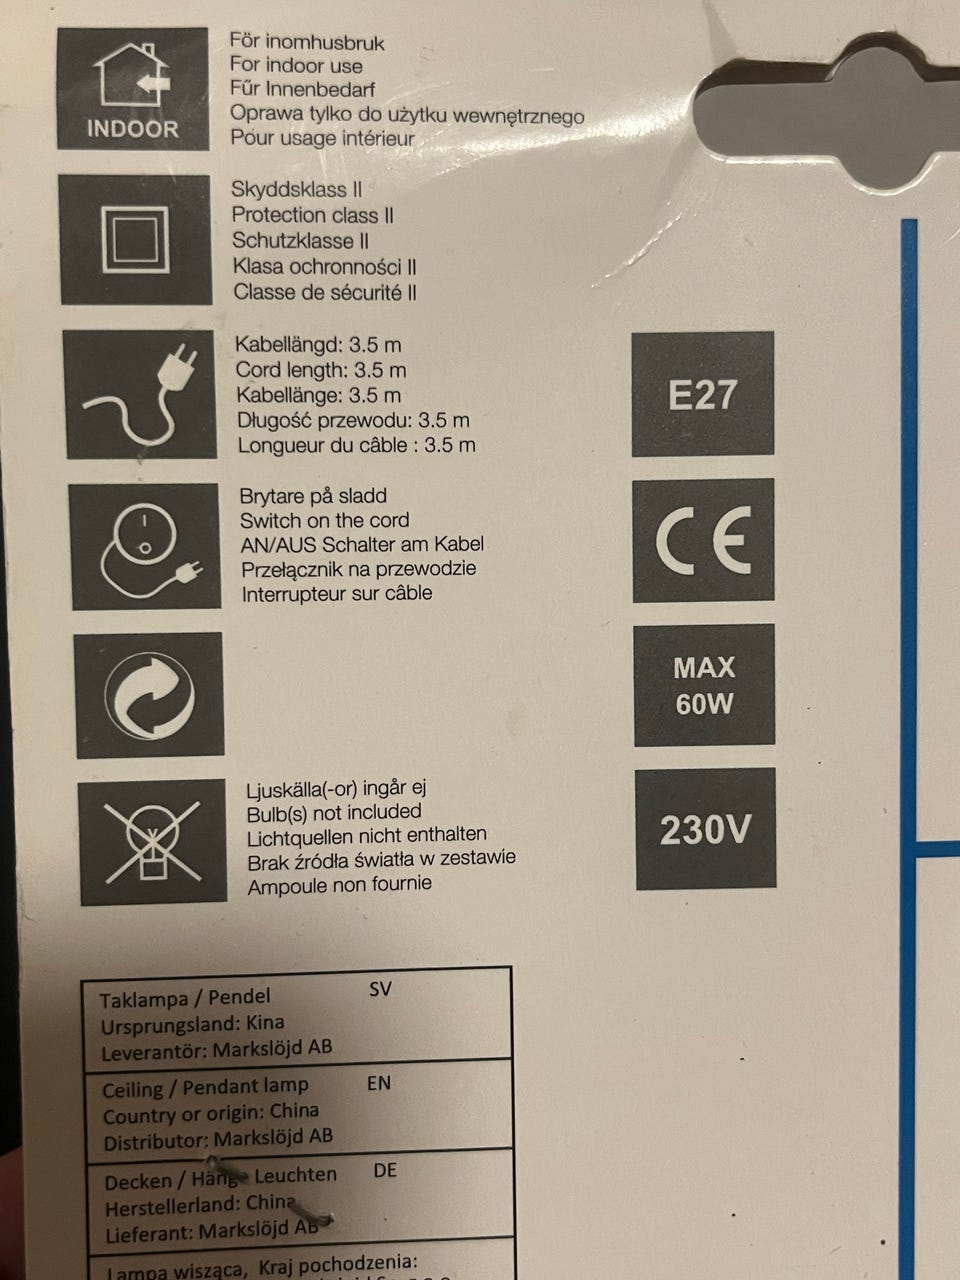 INDOOR
För inomhusbruk
For indoor use
Für Innenbedarf
Oprawa tylko do użytku wewnętrznego
Pour usage intérieur
Skyddsklass II
Protection class II
Schutzklasse II
Klasa ochronności II
Classe de sécurité II
Kabellängd: 3.5 m
Cord length: 3.5 m
Kabellänge: 3.5 m
Długość przewodu: 3.5 m
Longueur du câble : 3.5 m
E27
Brytare på sladd
Switch on the cord
AN/AUS Schalter am Kabel
Przełącznik na przewodzie
Interrupteur sur câble
CE
MAX
60W
Ljuskälla(-or) ingår ej
Bulb(s) not included
Lichtquellen nicht enthalten
Brak źródła światła w zestawie
Ampoule non fournie
230V
Taklampa / Pendel SV
Ursprungsland: Kina
Leverantör: Markslöjd AB
Ceiling / Pendant lamp EN
Country or origin: China
Distributor: Markslöjd AB
Decken / Hänge Leuchten DE
Herstellerland: China
Lieferant: Markslöjd AB
Lampa wisząca, Kraj pochodzenia: